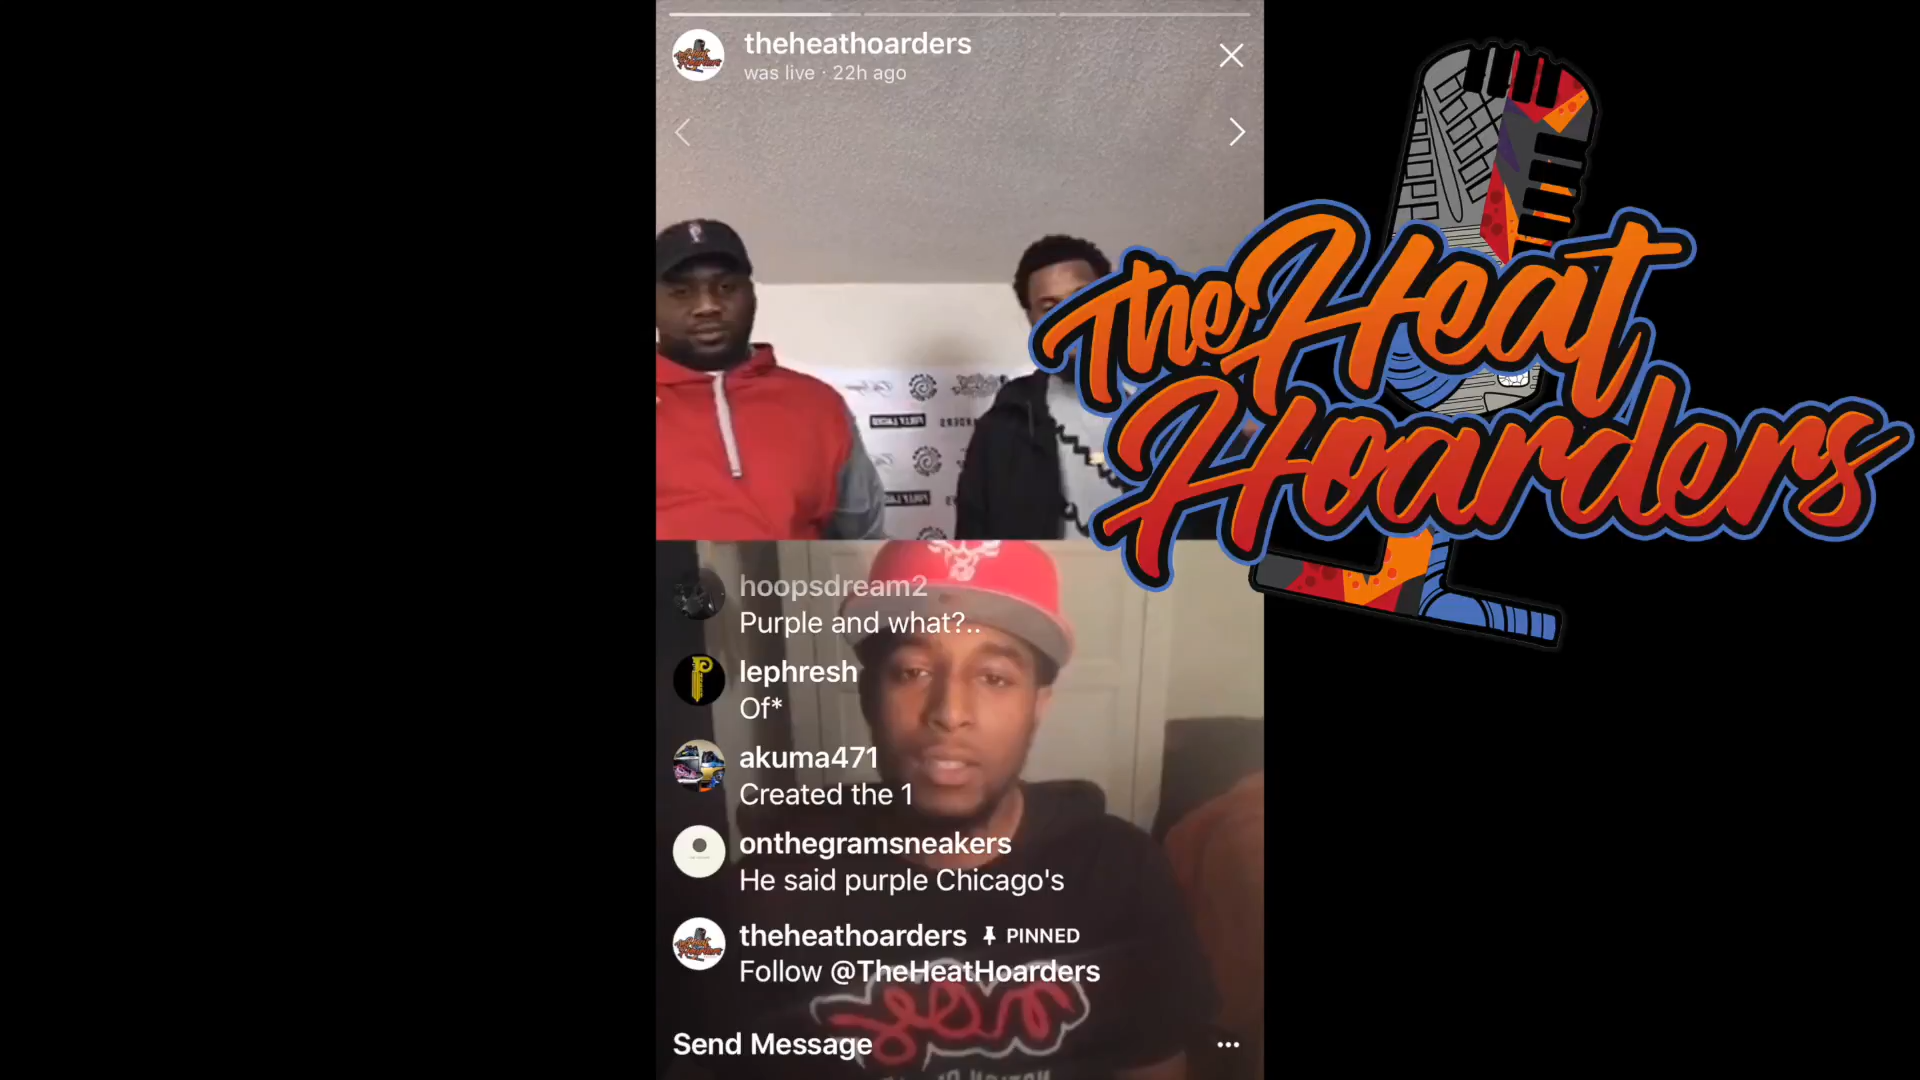 theheathoarders
was live · 22h ago
The Heat
Hoarders
hoopsdream2
Purple and what?..
lephresh
Of*
akuma471
Created the 1
onthegramsneakers
He said purple Chicago's
theheathoarders PINNED
Follow @TheHeatHoarders
Send Message